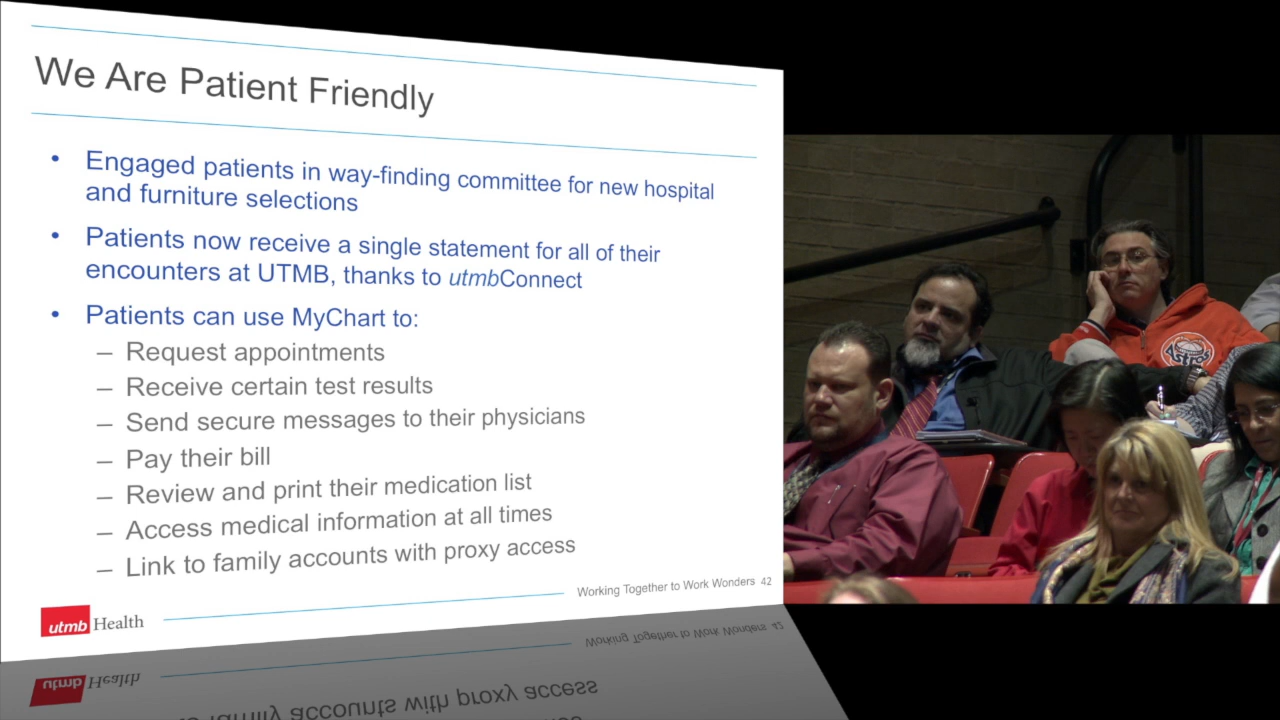 We Are Patient Friendly
• Engaged patients in way-finding committee for new hospital
and furniture selections
• Patients now receive a single statement for all of their
encounters at UTMB, thanks to utmbConnect
• Patients can use MyChart to:
– Request appointments
– Receive certain test results
– Send secure messages to their physicians
– Pay their bill
– Review and print their medication list
– Access medical information at all times
– Link to family accounts with proxy access
Working Together to Work Wonders 42
utmb Health
Astros